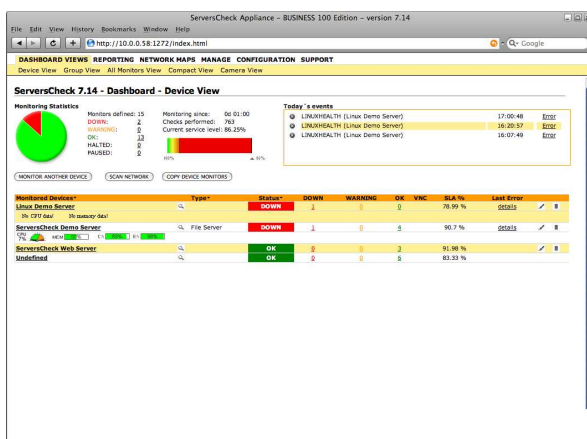 ServersCheck Appliance - BUSINESS 100 Edition - version 7.14
File Edit View History Bookmarks Window Help
http://10.0.0.58:1272/index.html
Google
DASHBOARD VIEWS REPORTING NETWORK MAPS MANAGE CONFIGURATION SUPPORT
Device View Group View All Monitors View Compact View Camera View
ServersCheck 7.14 - Dashboard - Device View
Monitoring Statistics
Monitors defined: 15
DOWN: 2
WARNING: 0
OK: 13
HALTED: 0
PAUSED: 0
Monitoring since: 0d 01:00
Checks performed: 763
Current service level: 86.25%
Today's events
LINUXHEALTH (Linux Demo Server) 17:00:48 Error
LINUXHEALTH (Linux Demo Server) 16:20:57 Error
LINUXHEALTH (Linux Demo Server) 16:07:49 Error
MONITOR ANOTHER DEVICE SCAN NETWORK COPY DEVICE MONITORS
Monitored Devices Type Status DOWN WARNING OK VNC SLA % Last Error
Linux Demo Server DOWN 1 0 0 78.99 % details
No CPU data! No memory data!
ServersCheck Demo Server File Server DOWN 1 0 4 90.7 % details
CPU 7% MEM
ServersCheck Web Server OK 0 0 3 91.98 %
Undefined OK 0 0 6 83.33 %